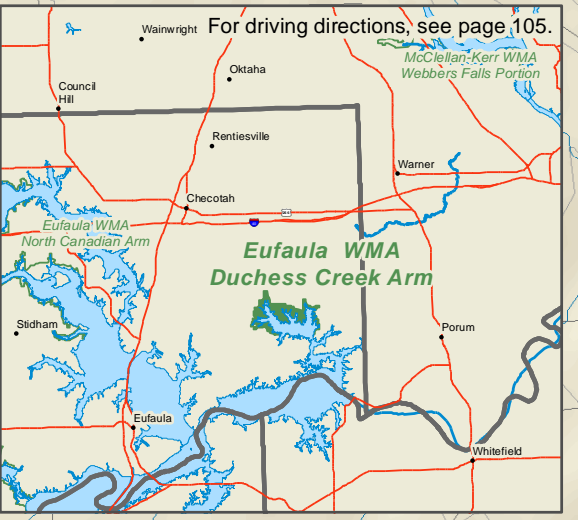 For driving directions, see page 105.
Wainwright
McClellan-Kerr WMA
Webbers Falls Portion
Oktaha
Council
Hill
Rentiesville
Warner
Checotah
Eufaula WMA
North Canadian Arm
Eufaula WMA
Duchess Creek Arm
Stidham
Porum
Eufaula
Whitefield